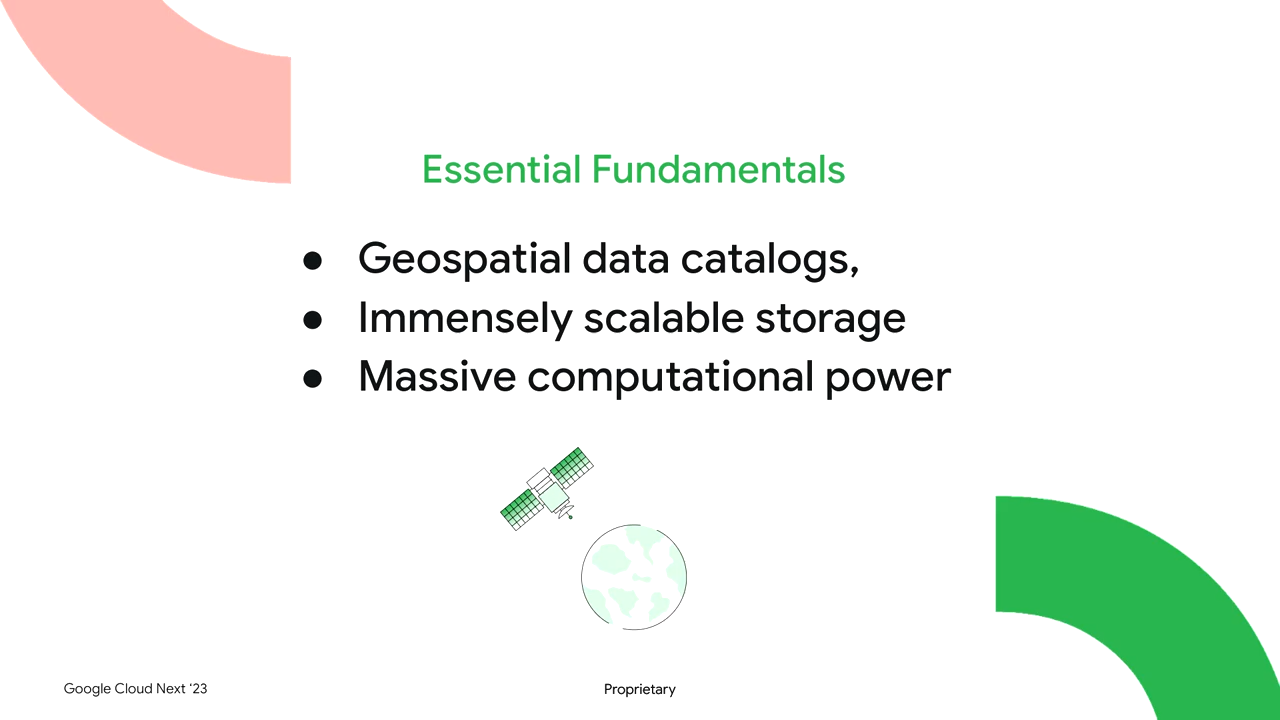 Essential Fundamentals
● Geospatial data catalogs,
● Immensely scalable storage
● Massive computational power
Google Cloud Next ‘23
Proprietary